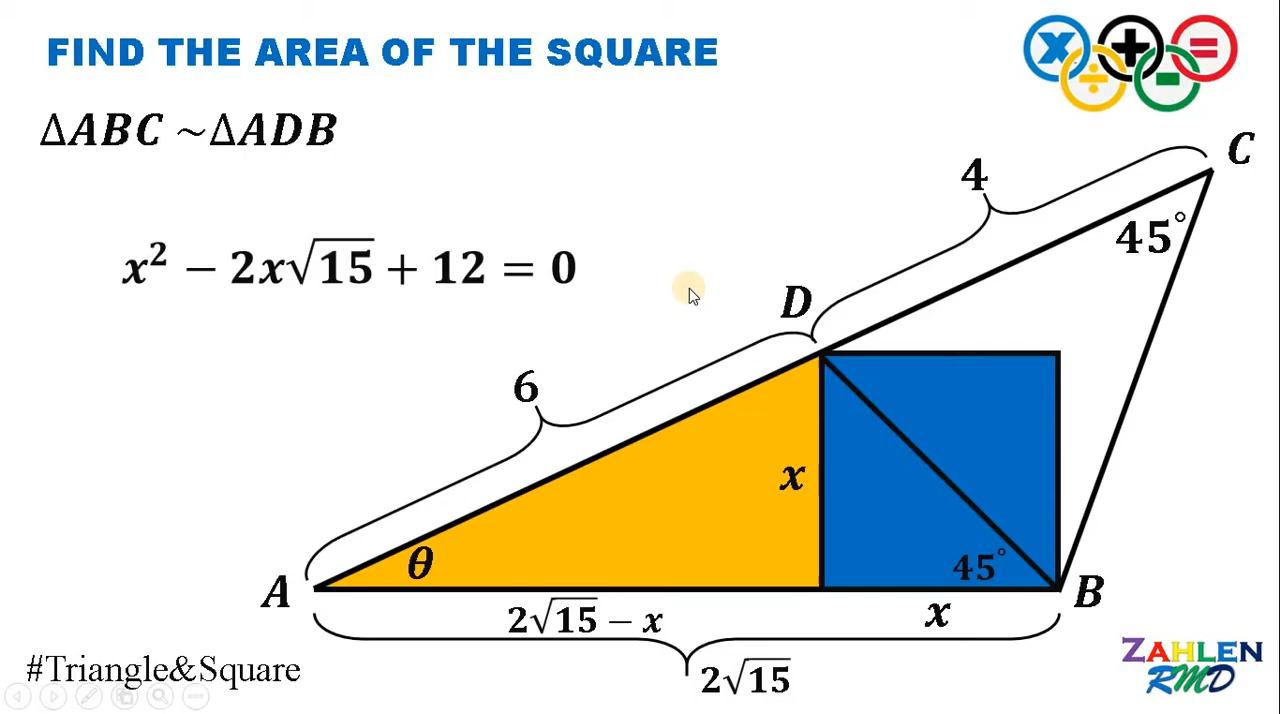 FIND THE AREA OF THE SQUARE
ΔABC ~ΔADB
x² − 2x√15 + 12 = 0
C
4
45°
D
6
x
θ
45°
A
B
2√15 − x
x
2√15
#Triangle&Square
ZAHLEN
RMD